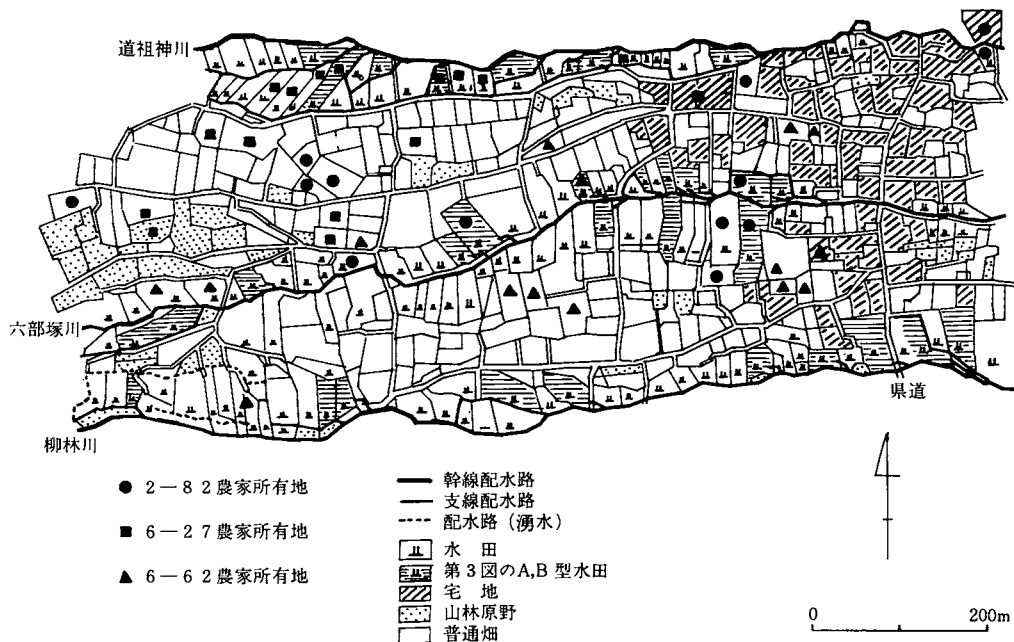 道祖神川
六部塚川
柳林川
県道
● 2―82農家所有地
■ 6―27農家所有地
▲ 6―62農家所有地
幹線配水路
支線配水路
配水路(湧水)
水 田
第3図のA,B型水田
宅 地
山林原野
普通畑
0 200m